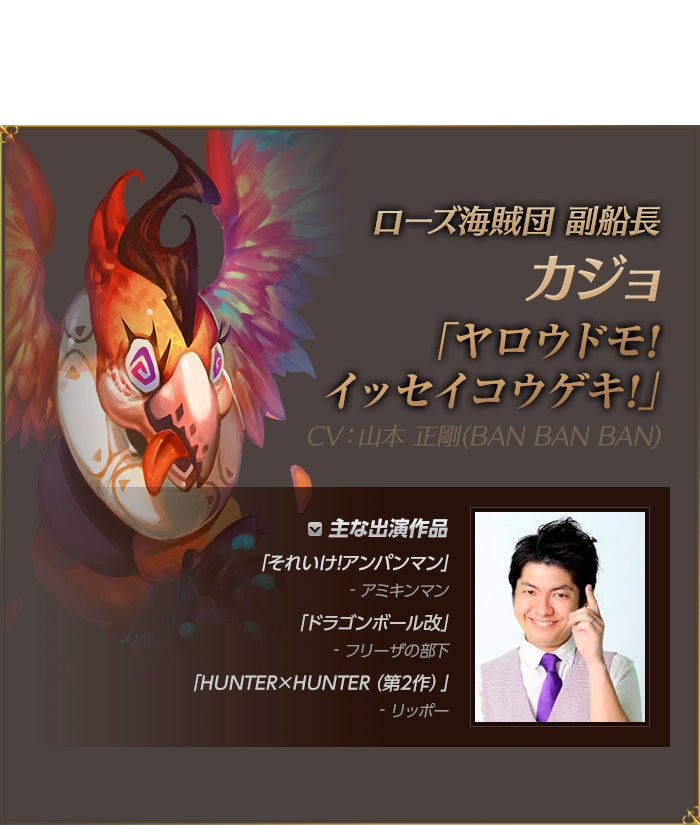 ローズ海賊団 副船長
カジョ
「ヤロウドモ!
イッセイコウゲキ!」
CV:山本 正剛(BAN BAN BAN)
主な出演作品
「それいけ!アンパンマン」
- アミキンマン
「ドラゴンボール改」
- フリーザの部下
「HUNTER×HUNTER (第2作) 」
- リッポー